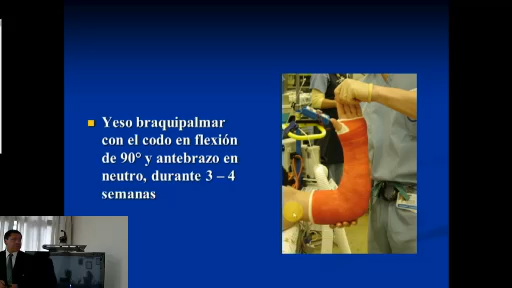 Yeso braquipalmar
con el codo en flexión
de 90° y antebrazo en
neutro, durante 3 – 4
semanas